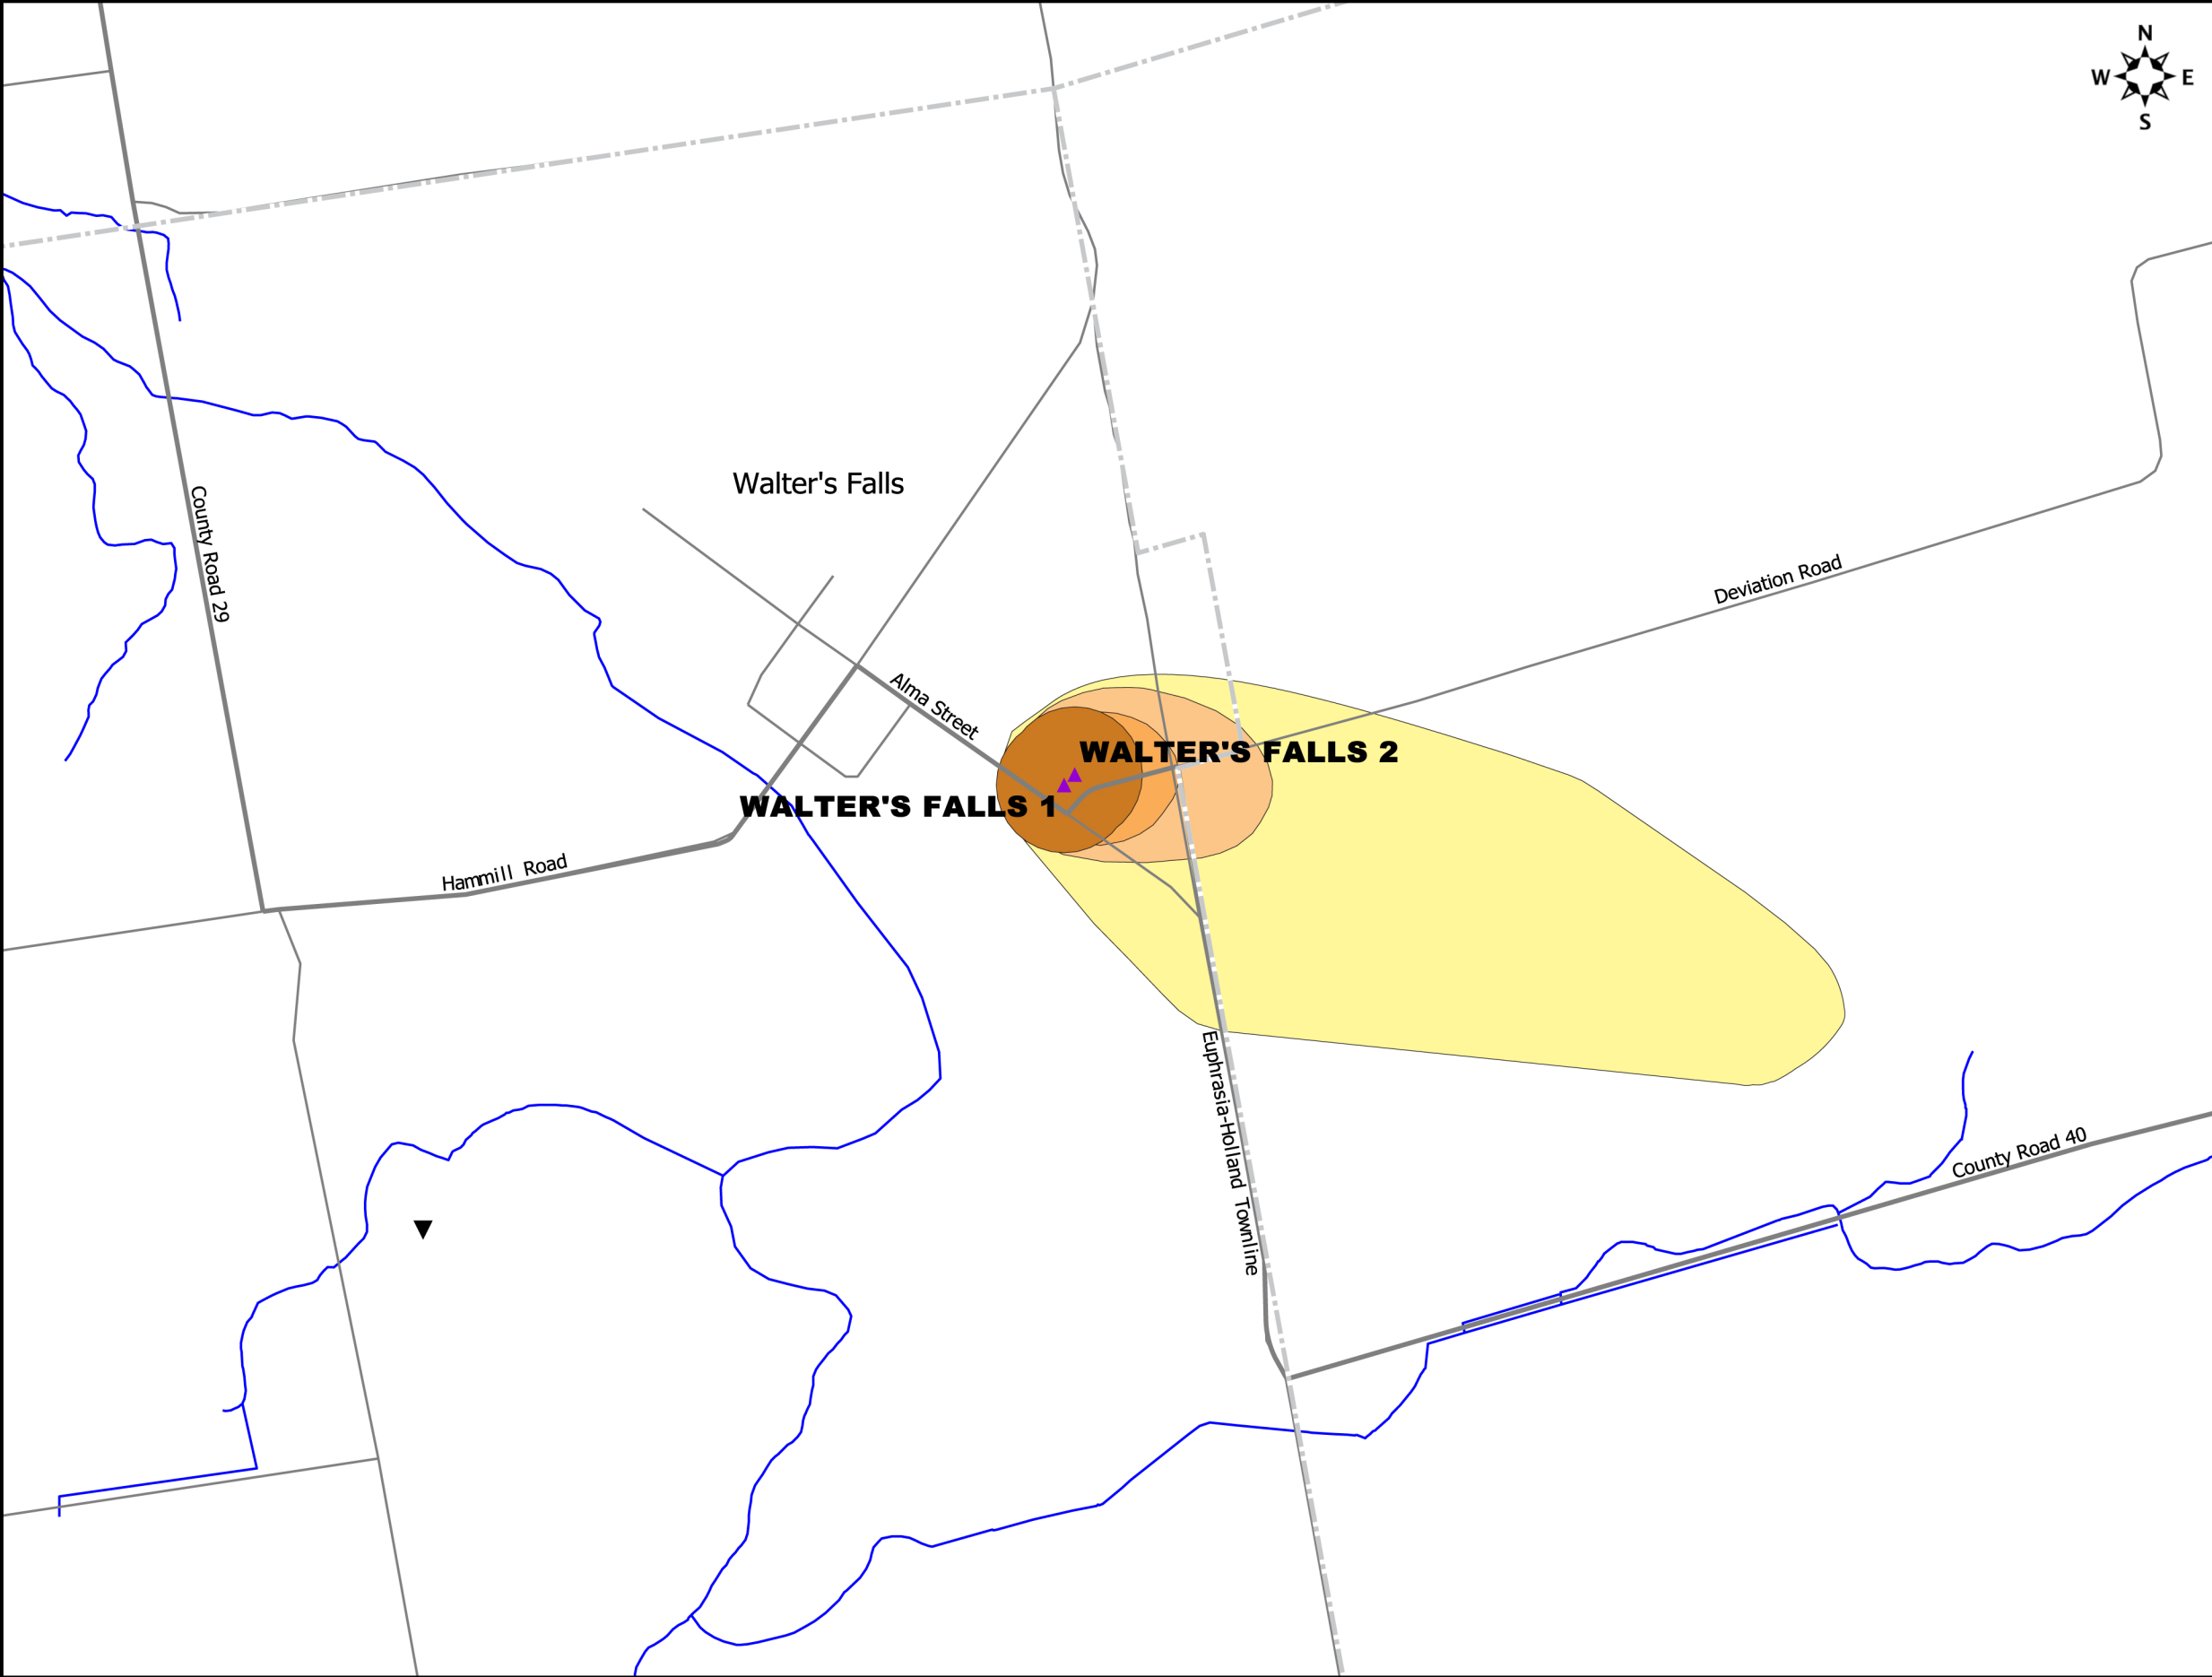 N
W E
S
Walter's Falls
County Road 29
Deviation Road
Alma Street
WALTER'S FALLS 2
WALTER'S FALLS 1
Hammill Road
Euphrasia-Holland Townline
County Road 40